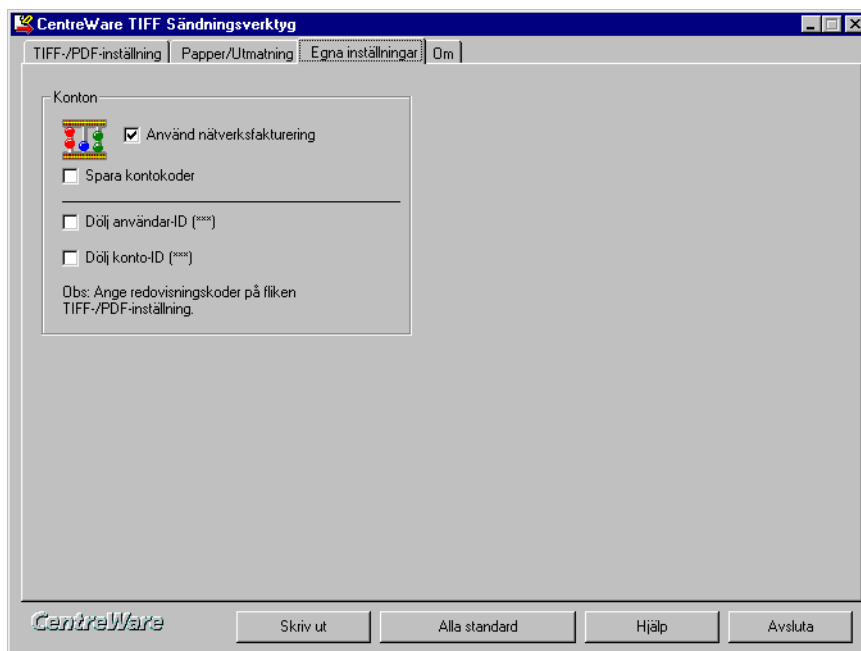 CentreWare TIFF Sändningsverktyg
TIFF-/PDF-inställning Papper/Utmatning Egna inställningar Om
Konton
Använd nätverksfakturering
Spara kontokoder
Dölj användar-ID (***)
Dölj konto-ID (***)
Obs: Ange redovisningskoder på fliken
TIFF-/PDF-inställning.
CentreWare Skriv ut Alla standard Hjälp Avsluta